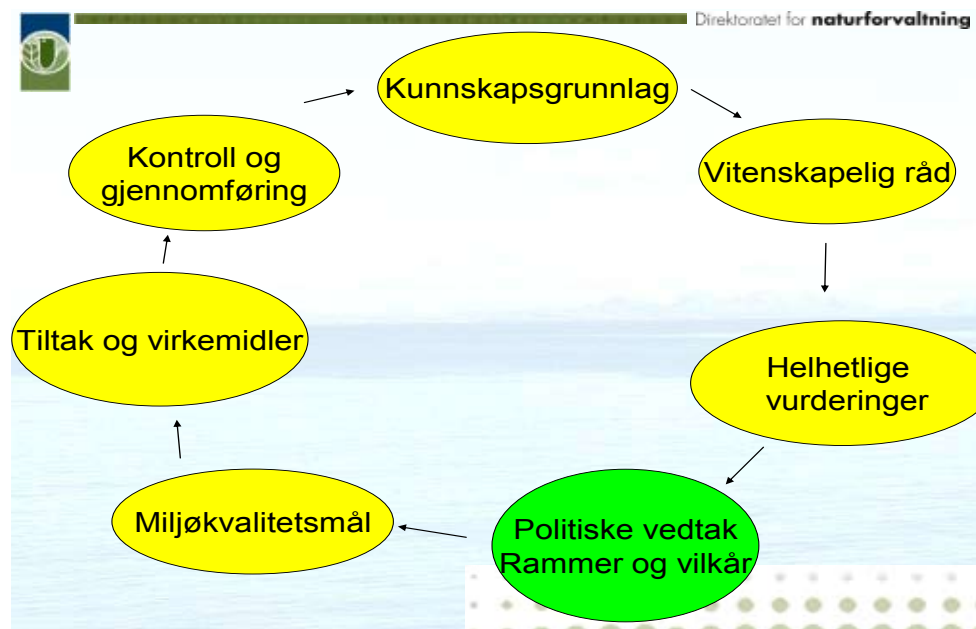 Direktoratet for naturforvaltning
Kunnskapsgrunnlag
Vitenskapelig råd
Helhetlige
vurderinger
Politiske vedtak
Rammer og vilkår
Miljøkvalitetsmål
Tiltak og virkemidler
Kontroll og
gjennomføring